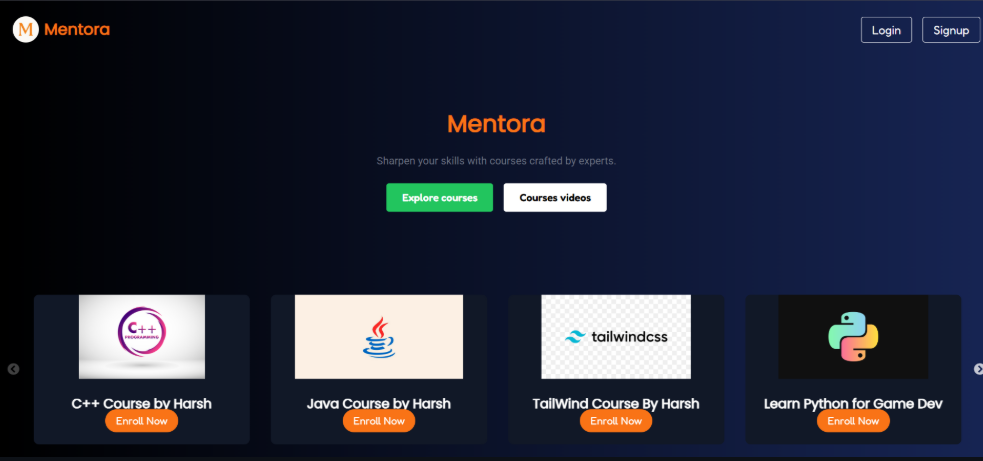 M Mentora
Login
Signup
Mentora
Sharpen your skills with courses crafted by experts.
Explore courses
Courses videos
C++
PROGRAMMING
tailwindcss
C++ Course by Harsh
Enroll Now
Java Course by Harsh
Enroll Now
TailWind Course By Harsh
Enroll Now
Learn Python for Game Dev
Enroll Now